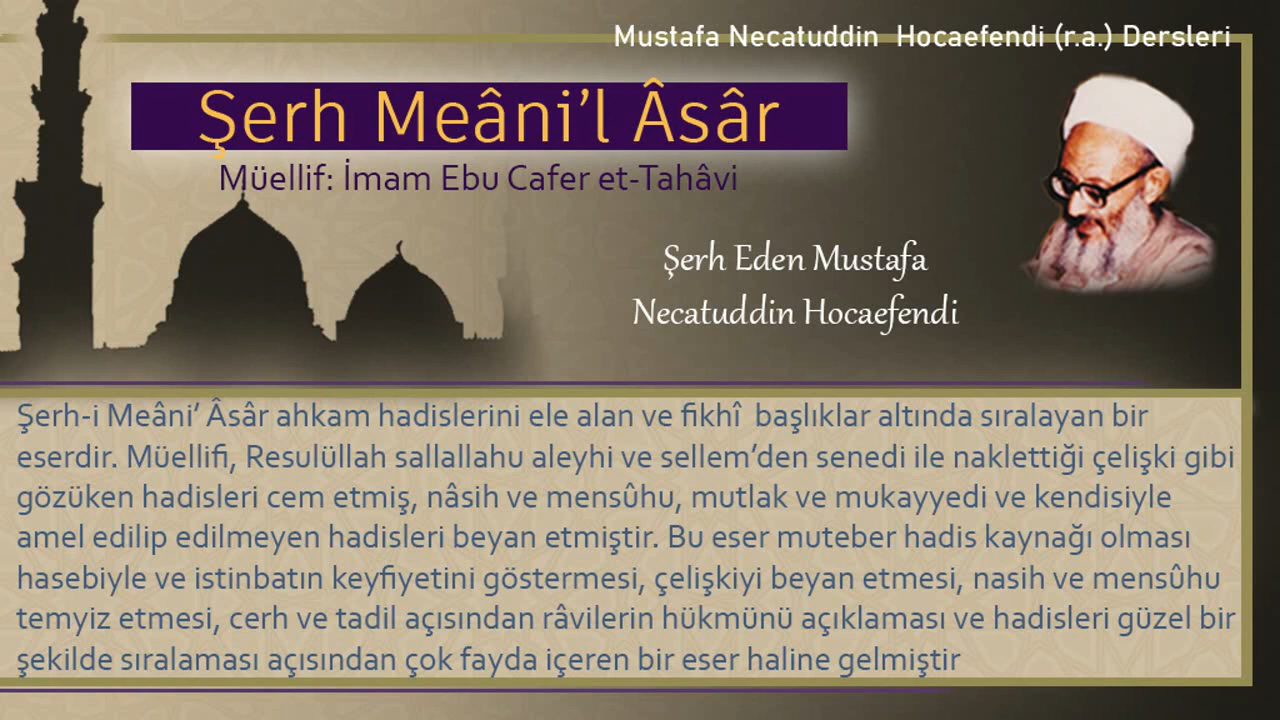 Mustafa Necatuddin Hocaefendi (r.a.) Dersleri
Şerh Meâni’l Âsâr
Müellif: İmam Ebu Cafer et-Tahâvi
Şerh Eden Mustafa
Necatuddin Hocaefendi
Şerh-i Meâni’ Âsâr ahkam hadislerini ele alan ve fikhî başlıklar altında sıralayan bir
eserdir. Müellifi, Resulüllah sallallahu aleyhi ve sellem’den senedi ile naklettiği çelişki gibi
gözüken hadisleri cem etmiş, nâsih ve mensûhu, mutlak ve mukayyedi ve kendisiyle
amel edilip edilmeyen hadisleri beyan etmiştir. Bu eser muteber hadis kaynağı olması
hasebiyle ve istinbatın keyfiyetini göstermesi, çelişkiyi beyan etmesi, nasih ve mensûhu
temyiz etmesi, cerh ve tadil açısından râvilerin hükmünü açıklaması ve hadisleri güzel bir
şekilde sıralaması açısından çok fayda içeren bir eser haline gelmiştir